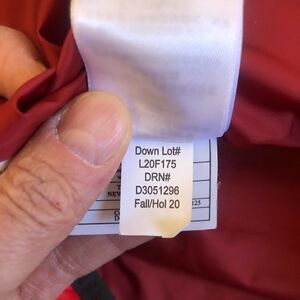 Down Lot#
L20F175
DRN#
D3051296
Fall/Hol 20